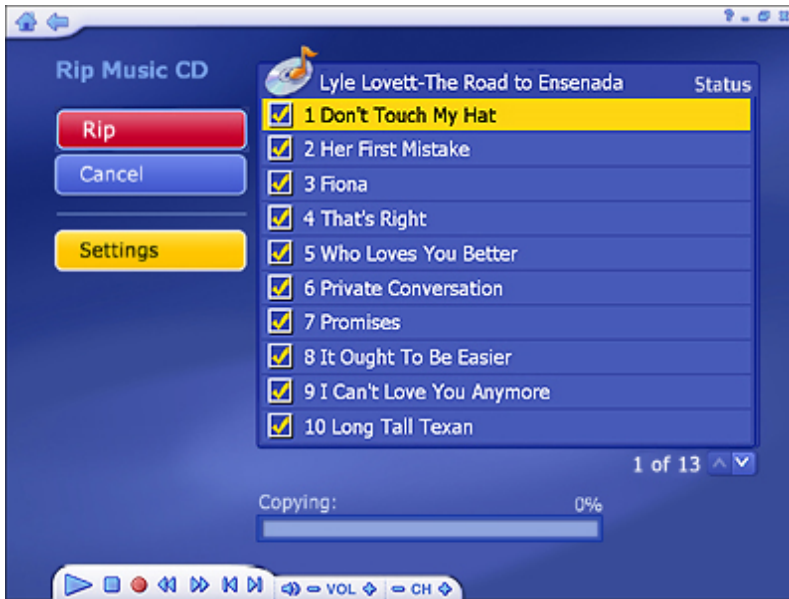 Rip Music CD
Rip
Cancel
Settings
Lyle Lovett-The Road to Ensenada Status
1 Don't Touch My Hat
2 Her First Mistake
3 Fiona
4 That's Right
5 Who Loves You Better
6 Private Conversation
7 Promises
8 It Ought To Be Easier
9 I Can't Love You Anymore
10 Long Tall Texan
1 of 13
Copying: 0%
VOL
CH